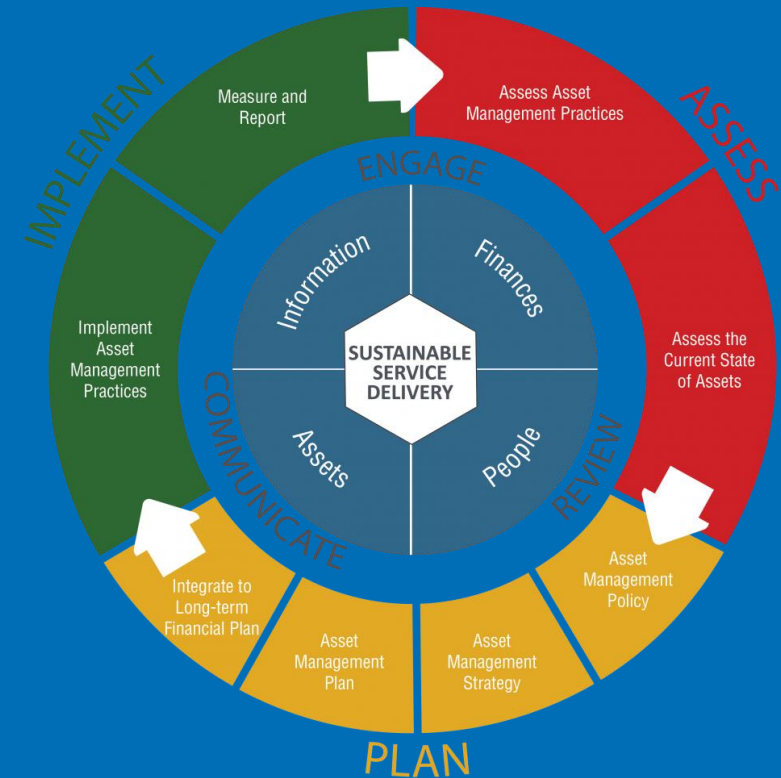 IMPLEMENT
Measure and
Report
Assess Asset
Management Practices
ASSESS
ENGAGE
Information
Finances
Implement
Asset
Management
Practices
SUSTAINABLE
SERVICE
DELIVERY
Assess the
Current State
of Assets
COMMUNICATE
Assets
People
REVIEW
Integrate to
Long-term
Financial Plan
Asset
Management
Plan
Asset
Management
Strategy
Asset
Management
Policy
PLAN